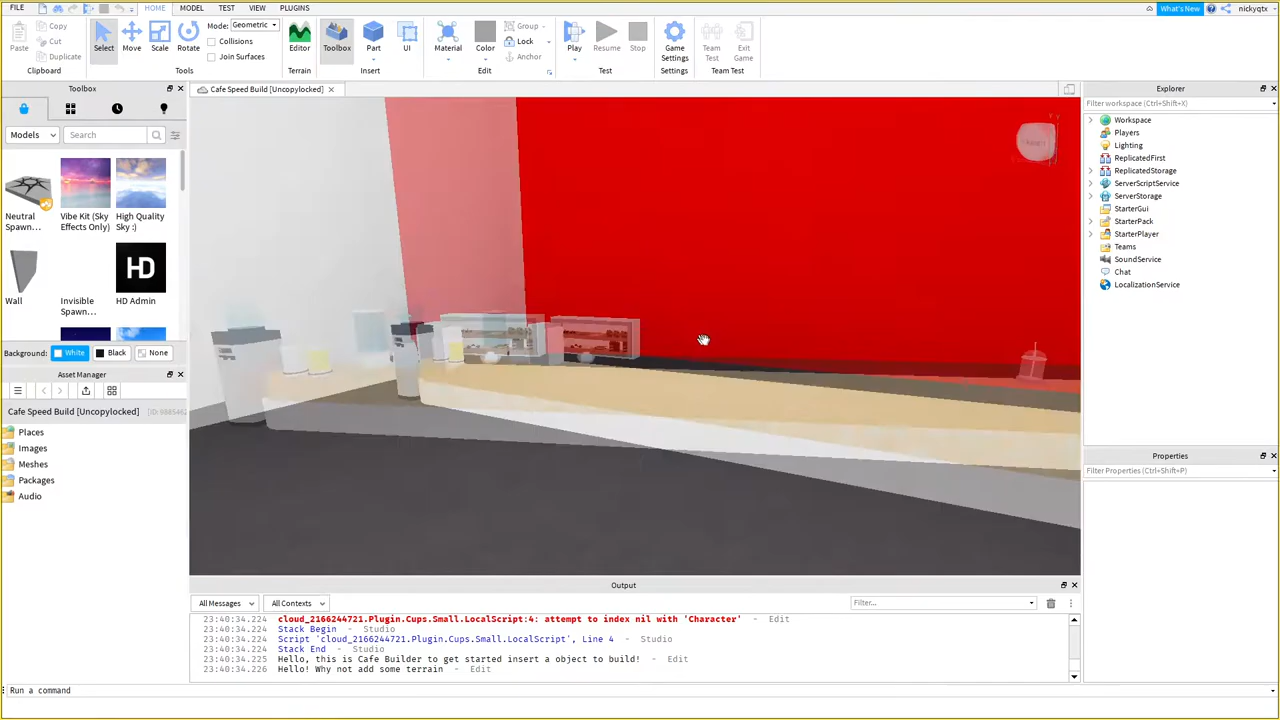 FILE HOME MODEL TEST VIEW PLUGINS What's New nickyqtx
Paste Copy Cut Duplicate Select Move Scale Rotate Mode: Geometric Collisions Join Surfaces Editor Toolbox Part UI Material Color Group Lock Anchor Play Resume Stop Game Settings Team Test Exit Game
Clipboard Tools Terrain Insert Edit Test Settings Team Test
Toolbox
Cafe Speed Build [Uncopylocked]
Models Search
Neutral Spawn...
Vibe Kit (Sky Effects Only)
High Quality Sky :)
HD
Wall
Invisible Spawn...
HD Admin
Background: White Black None
Asset Manager
Cafe Speed Build [Uncopylocked]
Places
Images
Meshes
Packages
Audio
Output
All Messages All Contexts Filter...
23:40:34.224 cloud_2166244721.Plugin.Cups.Small.LocalScript:4: attempt to index nil with 'Character' - Edit
23:40:34.224 Stack Begin - Studio
23:40:34.224 Script 'cloud_2166244721.Plugin.Cups.Small.LocalScript', Line 4 - Studio
23:40:34.224 Stack End - Studio
23:40:34.225 Hello, this is Cafe Builder to get started insert a object to build! - Edit
23:40:34.226 Hello! Why not add some terrain - Edit
Run a command
Explorer
Filter workspace (Ctrl+Shift+X)
Workspace
Players
Lighting
ReplicatedFirst
ReplicatedStorage
ServerScriptService
ServerStorage
StarterGui
StarterPack
StarterPlayer
Teams
SoundService
Chat
LocalizationService
Properties
Filter Properties (Ctrl+Shift+P)